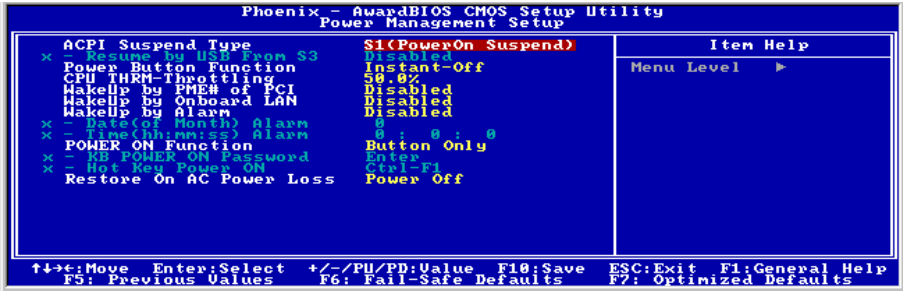 Phoenix - AwardBIOS CMOS Setup Utility
Power Management Setup
ACPI Suspend Type S1(PowerOn Suspend)
x - Resume by USB From S3 Disabled
Power Button Function Instant-Off
CPU THRM-Throttling 50.0%
WakeUp by PME# of PCI Disabled
WakeUp by Onboard LAN Disabled
WakeUp by Alarm Disabled
x - Date(of Month) Alarm 0
x - Time(hh:mm:ss) Alarm 0 : 0 : 0
POWER ON Function Button Only
x - KB POWER ON Password Enter
x - Hot Key Power ON Ctrl-F1
Restore On AC Power Loss Power Off
Item Help
Menu Level ►
↑↓→←:Move Enter:Select +/-/PU/PD:Value F10:Save ESC:Exit F1:General Help
F5: Previous Values F6: Fail-Safe Defaults F7: Optimized Defaults